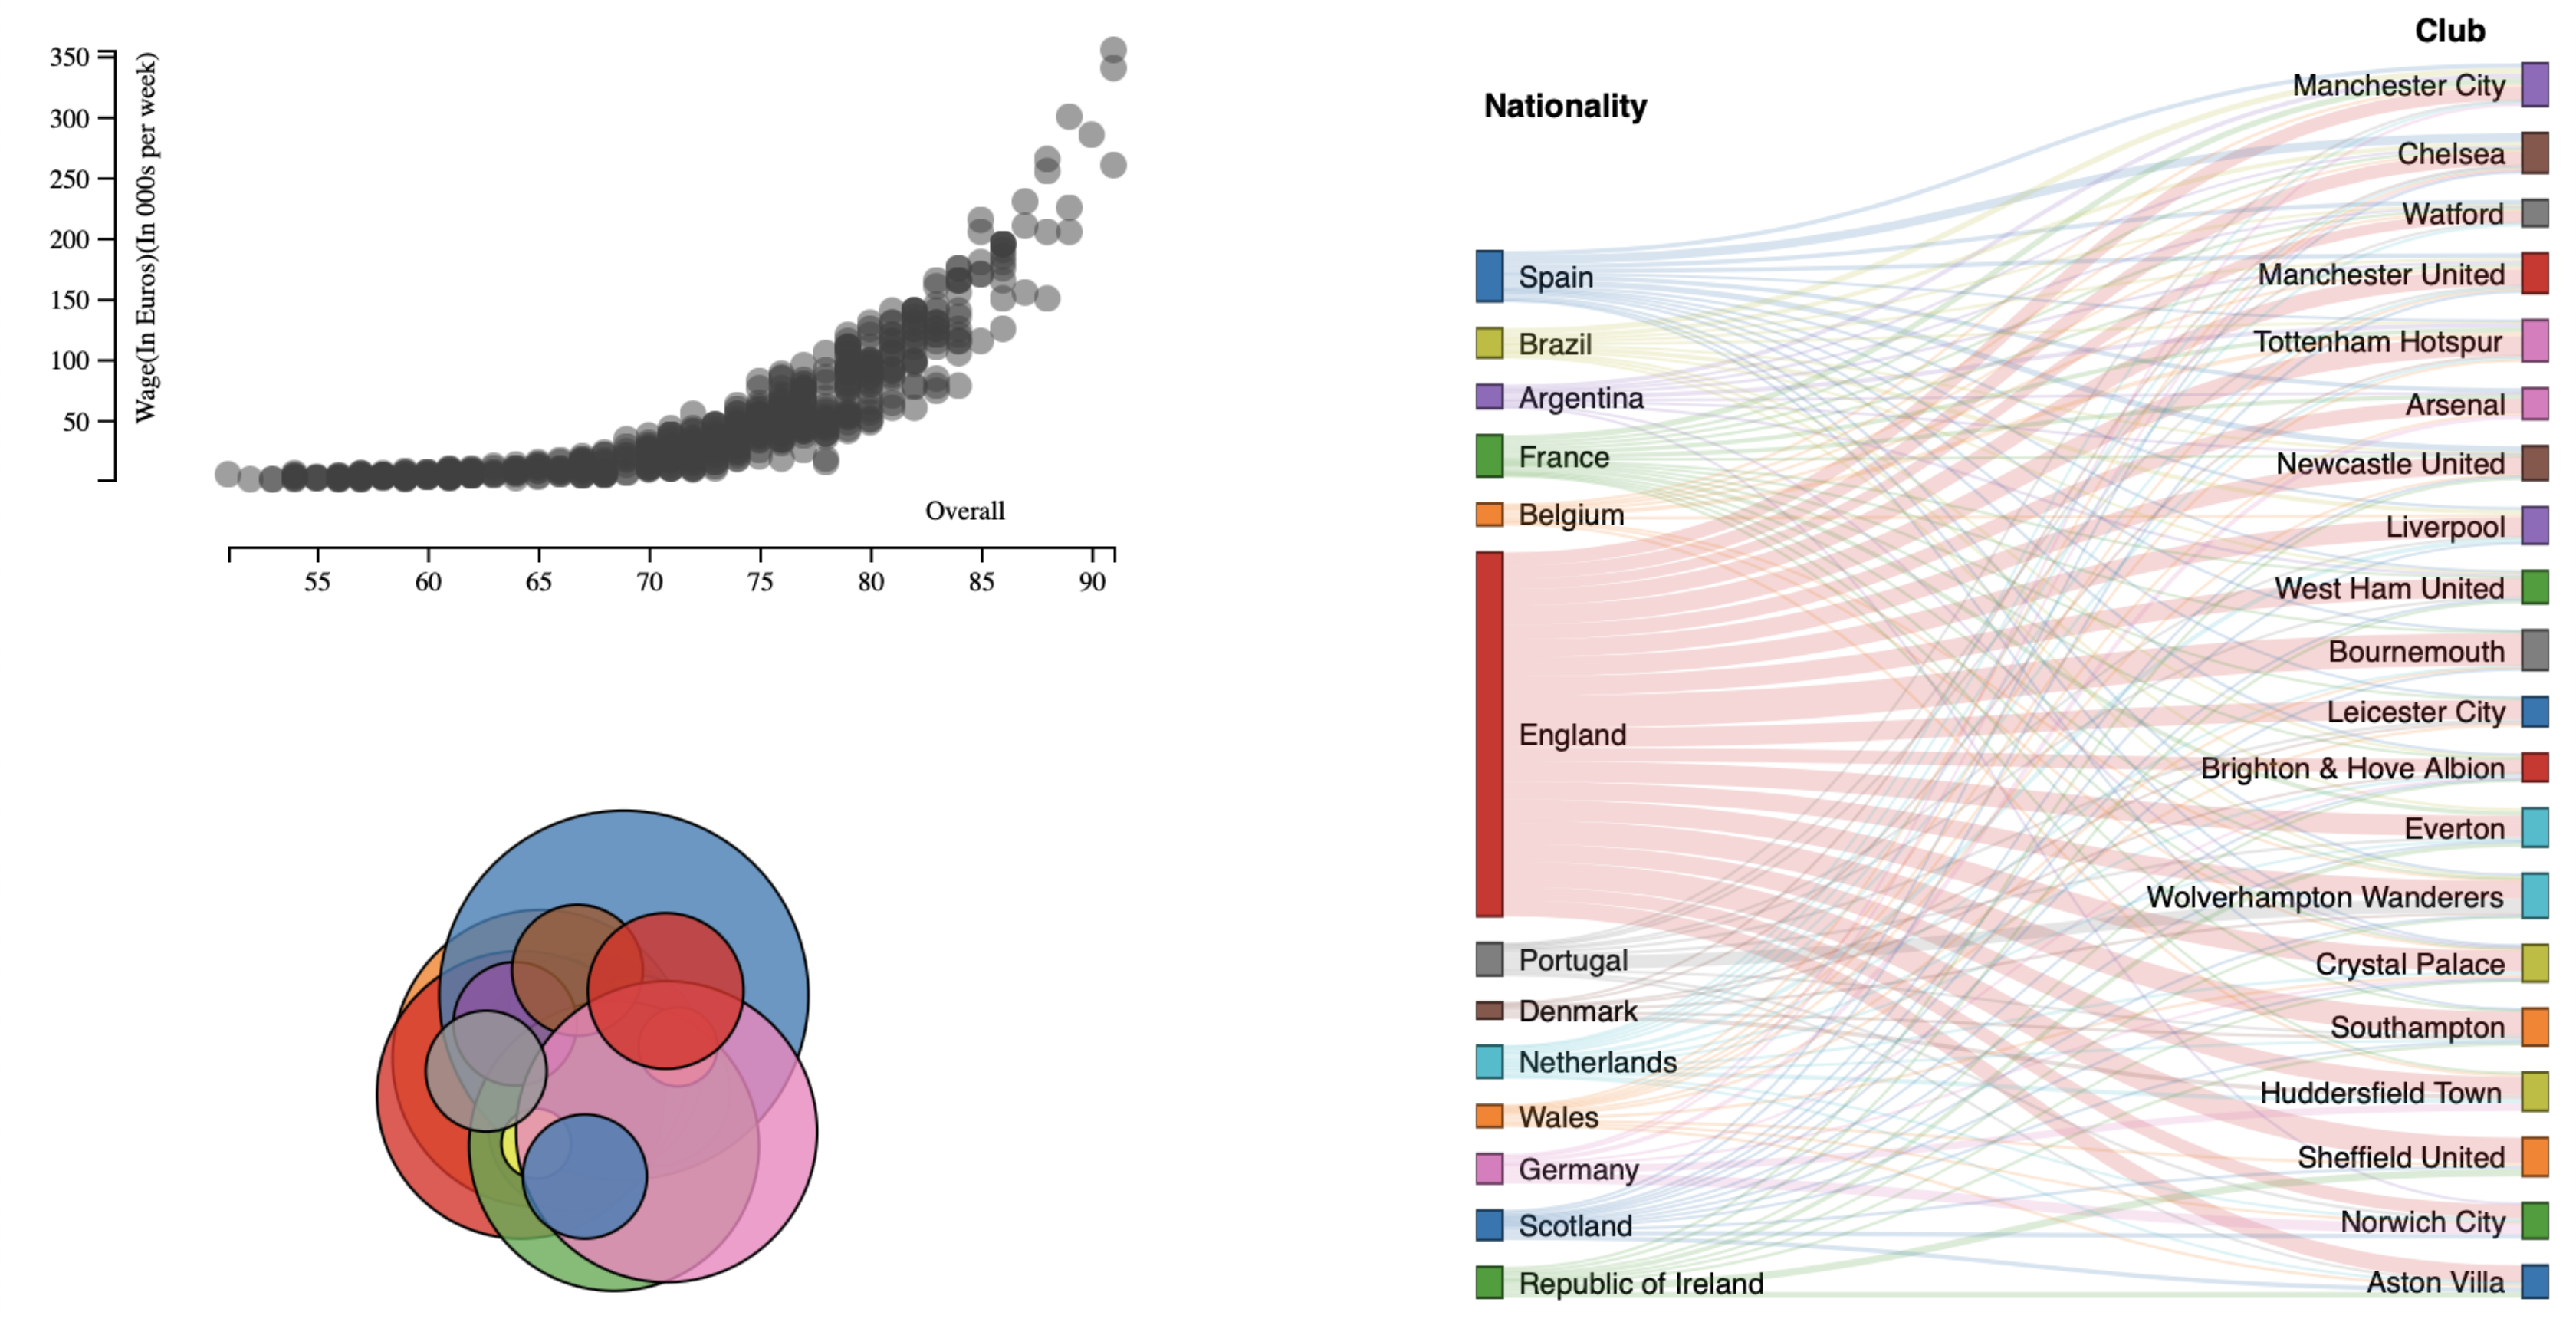 350
300
250
200
150
100
50
Wage(In Euros)(In 000s per week)
Overall
55 60 65 70 75 80 85 90
Nationality
Spain
Brazil
Argentina
France
Belgium
England
Portugal
Denmark
Netherlands
Wales
Germany
Scotland
Republic of Ireland
Club
Manchester City
Chelsea
Watford
Manchester United
Tottenham Hotspur
Arsenal
Newcastle United
Liverpool
West Ham United
Bournemouth
Leicester City
Brighton & Hove Albion
Everton
Wolverhampton Wanderers
Crystal Palace
Southampton
Huddersfield Town
Sheffield United
Norwich City
Aston Villa